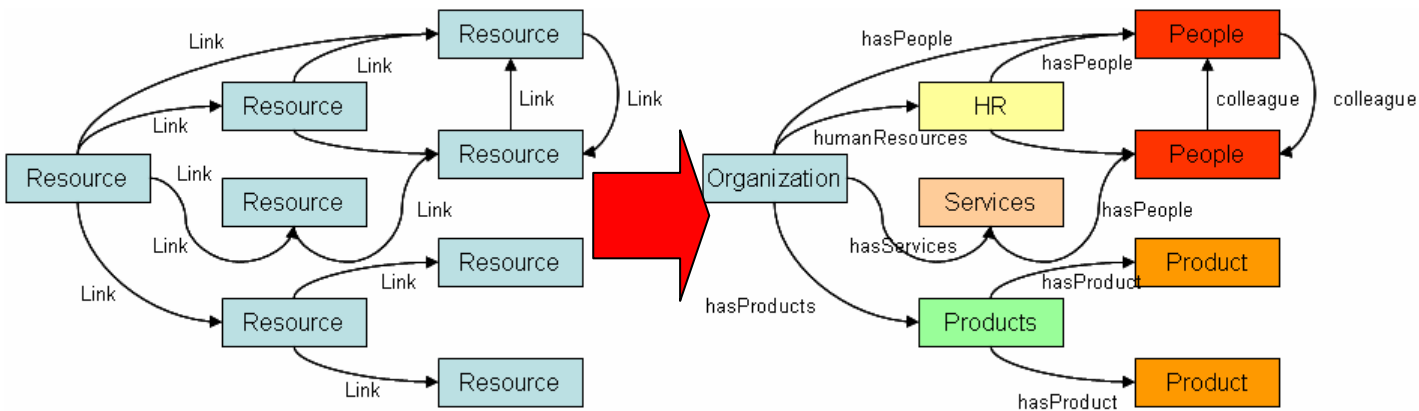 Link
Resource
Link
Resource
Link
Link
Link
Link
Resource
Resource
Link
Resource
Link
Link
Resource
Link
Link
Resource
Link
Resource
hasPeople
People
hasPeople
HR
colleague
colleague
humanResources
People
Organization
Services
hasPeople
hasServices
Product
hasProduct
hasProducts
Products
Product
hasProduct